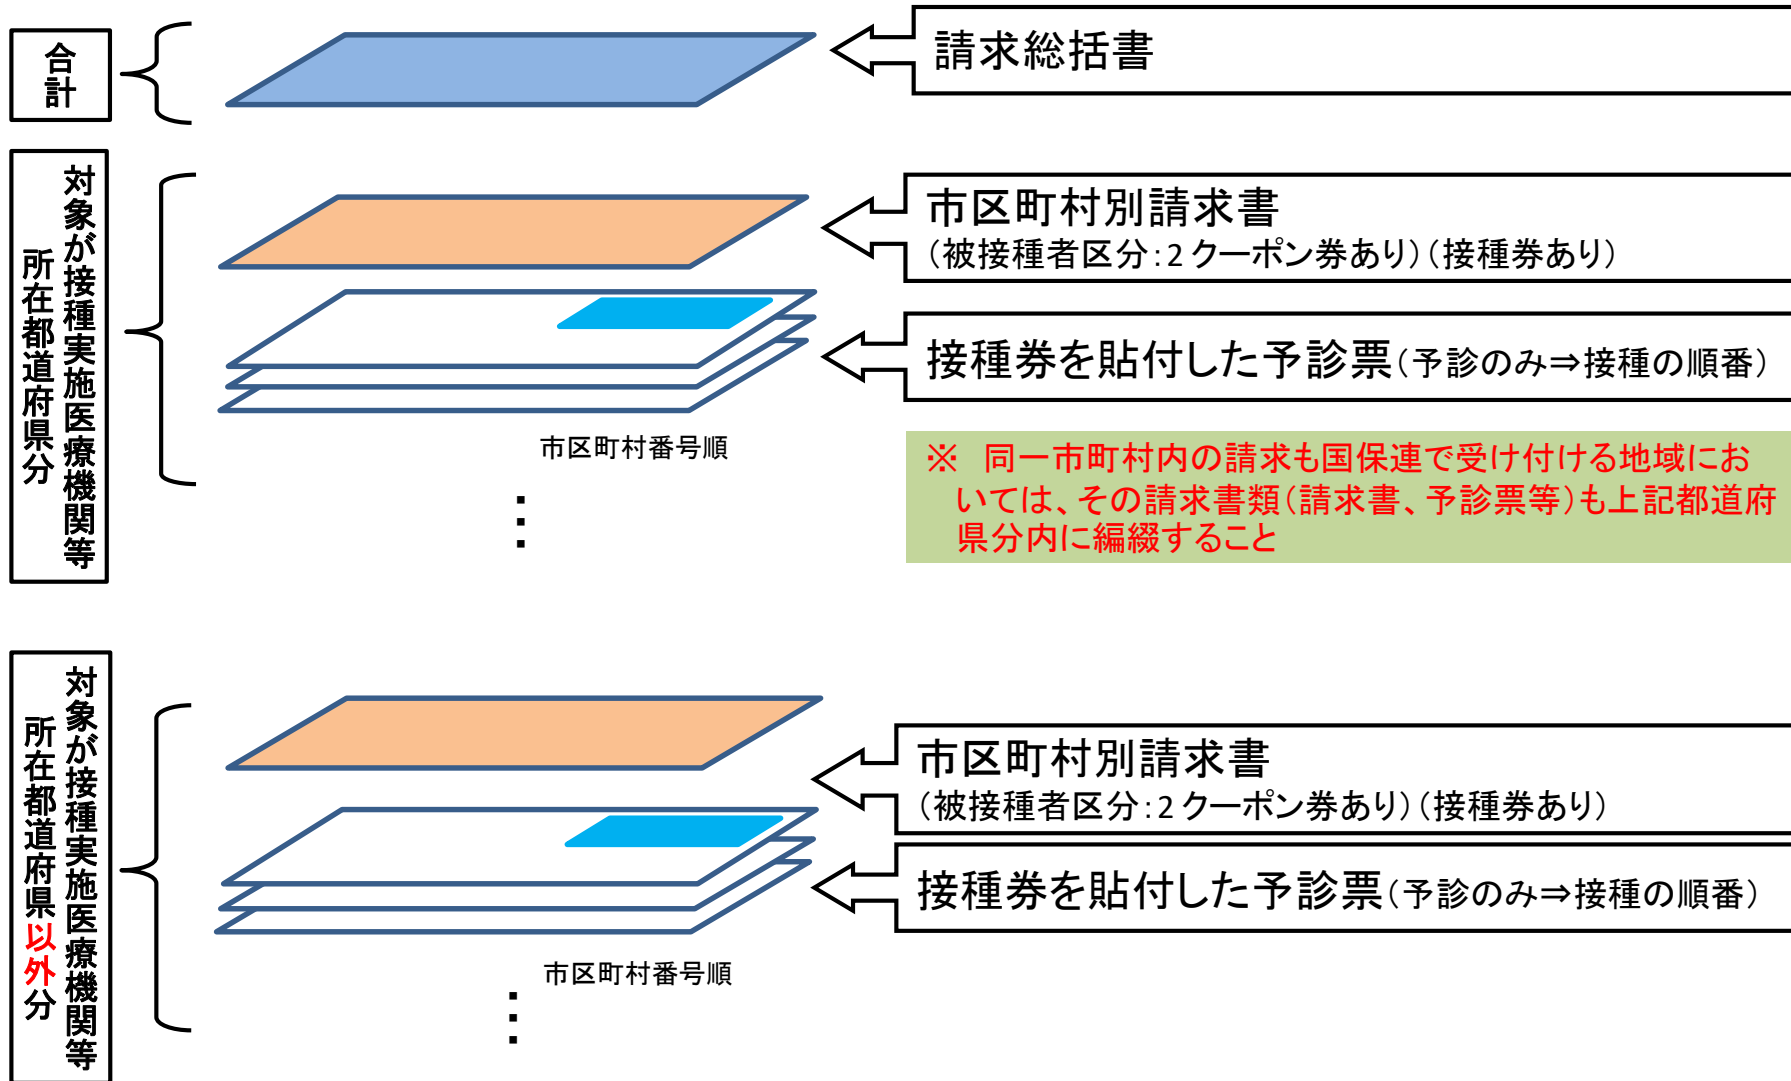 合計
請求総括書
対象が接種実施医療機関等
所在都道府県分
市区町村別請求書
（被接種者区分：2 クーポン券あり）（接種券あり）
接種券を貼付した予診票（予診のみ⇒接種の順番）
市区町村番号順
※　同一市町村内の請求も国保連で受け付ける地域にお
いては、その請求書類（請求書、予診票等）も上記都道府
県分内に編綴すること
対象が接種実施医療機関等
所在都道府県以外分
市区町村別請求書
（被接種者区分：2 クーポン券あり）（接種券あり）
接種券を貼付した予診票（予診のみ⇒接種の順番）
市区町村番号順